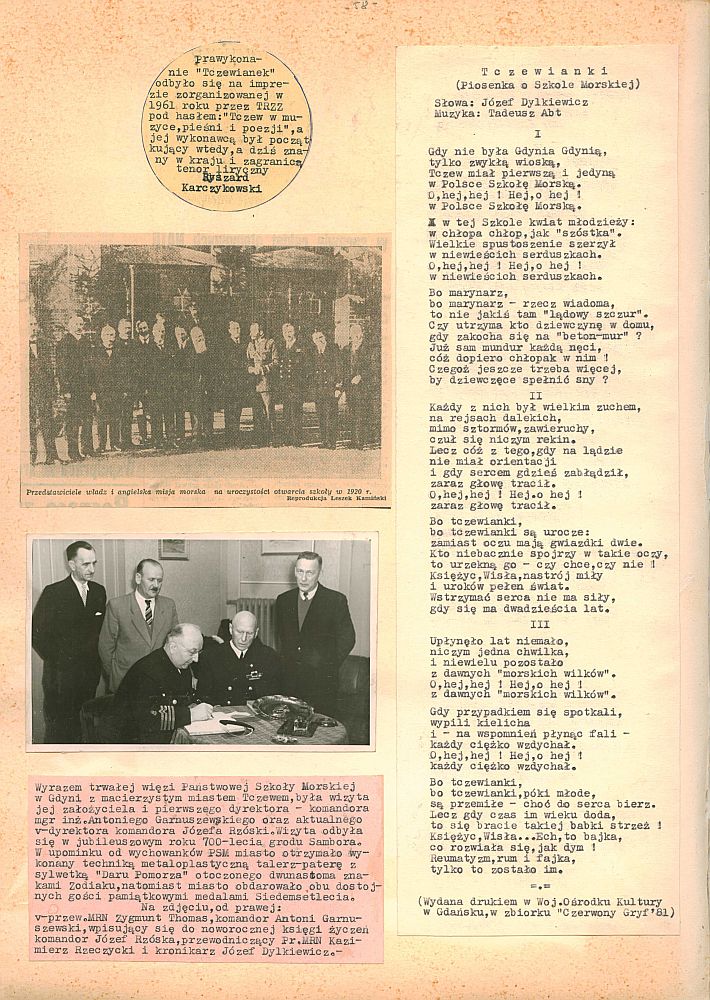 - 58 -
Prawykona-
nie "Tczewianek"
odbyło się na impre-
zie zorganizowanej w
1961 roku przez TRZZ
pod hasłem:"Tczew w mu-
zyce,pieśni i poezji",a
jej wykonawcą był począt
kujący wtedy,a dziś zna-
ny w kraju i zagranicą
tenor liryczny
Ryszard
Karczykowski
Przedstawiciele władz i angielska misja morska na uroczystości otwarcia szkoły w 1920 r.
Reprodukcja Leszek Kamiński
Wyrazem trwałej więzi Państwowej Szkoły Morskiej
w Gdyni z macierzystym miastem Tczewem,była wizyta
jej założyciela i pierwszego dyrektora - komandora
mgr inż.Antoniego Garnuszewskiego oraz aktualnego
v-dyrektora komandora Józefa Rzóski.Wizyta odbyła
się w jubileuszowym roku 700-lecia grodu Sambora.
W upominku od wychowanków PSM miasto otrzymało wy-
konany techniką metaloplastyczną talerz-paterę z
sylwetką "Daru Pomorza" otoczonego dwunastoma zna-
kami Zodiaku,natomiast miasto obdarowało obu dostoj-
nych gości pamiątkowymi medalami Siedemsetlecia.
Na zdjęciu,od prawej:
v-przew.MRN Zygmunt Thomas,komandor Antoni Garnu-
szewski,wpisujący się do noworocznej księgi życzeń
komandor Józef Rzóska,przewodniczący Pr.MRN Kazi-
mierz Rzeczycki i kronikarz Józef Dylkiewicz.-
Tczewianki
(Piosenka o Szkole Morskiej)
Słowa: Józef Dylkiewicz
Muzyka: Tadeusz Abt
I
Gdy nie była Gdynia Gdynią,
tylko zwykłą wioską,
Tczew miał pierwszą i jedyną
w Polsce Szkołę Morską.
O,hej,hej ! Hej,o hej !
w Polsce Szkołę Morską.
A w tej Szkole kwiat młodzieży:
w chłopa chłop,jak "szóstka".
Wielkie spustoszenie szerzył
w niewieścich serduszkach.
O,hej,hej ! Hej,o hej !
w niewieścich serduszkach.
Bo marynarz,
bo marynarz - rzecz wiadoma,
to nie jakiś tam "lądowy szczur".
Czy utrzyma kto dziewczynę w domu,
gdy zakocha się na "beton-mur" ?
Już sam mundur każdą nęci,
cóż dopiero chłopak w nim !
Czegoż jeszcze trzeba więcej,
by dziewczęce spełnić sny ?
II
Każdy z nich był wielkim zuchem,
na rejsach dalekich,
mimo sztormów,zawieruchy,
czuł się niczym rekin.
Lecz cóż z tego,gdy na lądzie
nie miał orientacji
i gdy sercem gdzieś zabłądził,
zaraz głowę tracił.
O,hej,hej ! Hej.o hej !
zaraz głowę tracił.
Bo tczewianki,
bo tczewianki są urocze:
zamiast oczu mają gwiazdki dwie.
Kto niebacznie spojrzy w takie oczy,
to urzekną go - czy chce,czy nie !
Księżyc,Wisła,nastrój miły
i uroków pełen świat.
Wstrzymać serca nie ma siły,
gdy się ma dwadzieścia lat.
III
Upłynęło lat niemało,
niczym jedna chwilka,
i niewielu pozostało
z dawnych "morskich wilków".
O,hej,hej ! Hej,o hej !
z dawnych "morskich wilków".
Gdy przypadkiem się spotkali,
wypili kielicha
i - na wspomnień płynąc fali -
każdy ciężko wzdychał.
O,hej,hej ! Hej,o hej !
każdy ciężko wzdychał.
Bo tczewianki,
bo tczewianki,póki młode,
są przemiłe - choć do serca bierz.
Lecz gdy czas im wieku doda,
to się bracie takiej babki strzeż !
Księżyc,Wisła...Ech,to bajka,
co rozwiała się,jak dym !
Reumatyzm,rum i fajka,
tylko to zostało im.
=.=
(Wydana drukiem w Woj.Ośrodku Kultury
w Gdańsku,w zbiorku "Czerwony Gryf'81)